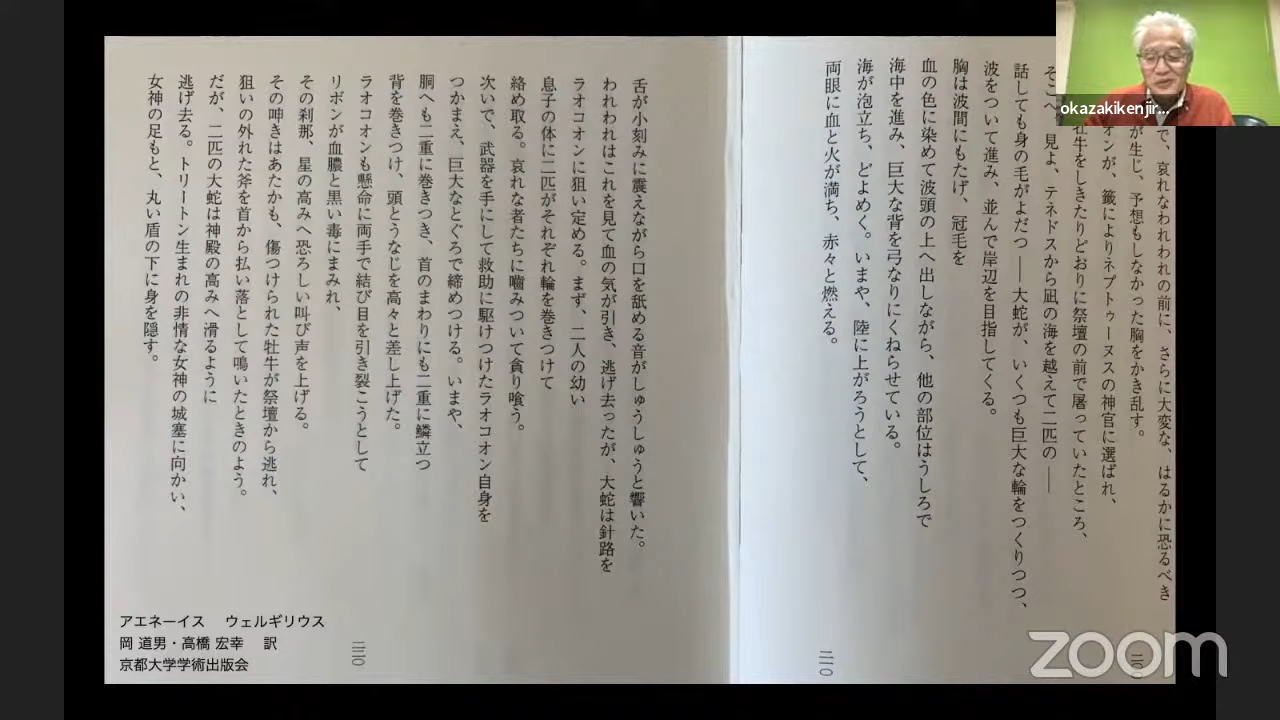 で、哀れなわれわれの前に、さらに大変な、はるかに恐るべき
が生じ、予想もしなかった胸をかき乱す。
オンが、籤によりネプトゥーヌスの神官に選ばれ、
牡牛をしきたりどおりに祭壇の前で屠っていたところ、
そこへ、見よ、テネドスから凪の海を越えて二匹の――
話しても身の毛がよだつ――大蛇が、いくつも巨大な輪をつくりつつ、
波をついて進み、並んで岸辺を目指してくる。
胸は波間にもたげ、冠毛を
血の色に染めて波頭の上へ出しながら、他の部位はうしろで
海中を進み、巨大な背を弓なりにくねらせている。
海が泡立ち、どよめく。いまや、陸に上がろうとして、
両眼に血と火が満ち、赤々と燃える。
二一〇
舌が小刻みに震えながら口を舐める音がしゅうしゅうと響いた。
われわれはこれを見て血の気が引き、逃げ去ったが、大蛇は針路を
ラオコオンに狙い定める。まず、二人の幼い
息子の体に二匹がそれぞれ輪を巻きつけて
絡め取る。哀れな者たちに嚙みついて貪り喰う。
次いで、武器を手にして救助に駆けつけたラオコオン自身を
つかまえ、巨大なとぐろで締めつける。いまや、
胴へも二重に巻きつき、首のまわりにも二重に鱗立つ
背を巻きつけ、頭とうなじを高々と差し上げた。
ラオコオンも懸命に両手で結び目を引き裂こうとして
リボンが血膿と黒い毒にまみれ、
その刹那、星の高みへ恐ろしい叫び声を上げる。
その呻きはあたかも、傷つけられた牡牛が祭壇から逃れ、
狙いの外れた斧を首から払い落として鳴いたときのよう。
だが、二匹の大蛇は神殿の高みへ滑るように
逃げ去る。トリートン生まれの非情な女神の城塞に向かい、
女神の足もと、丸い盾の下に身を隠す。
二二〇
アエネーイス ウェルギリウス
岡 道男・高橋 宏幸 訳
京都大学学術出版会
okazakikenjir...
zoom